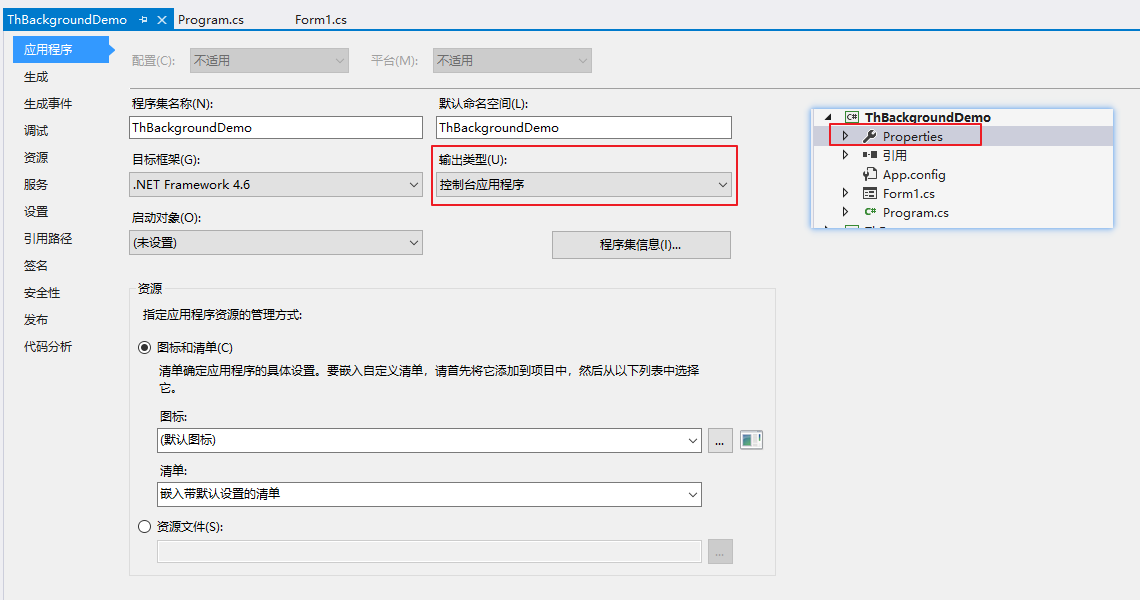 ThBackgroundDemo
Program.cs
Form1.cs
应用程序
生成
生成事件
调试
资源
服务
设置
引用路径
签名
安全性
发布
代码分析
配置(C):
不适用
平台(M):
不适用
程序集名称(N):
默认命名空间(L):
ThBackgroundDemo
ThBackgroundDemo
目标框架(G):
输出类型(U):
.NET Framework 4.6
控制台应用程序
启动对象(O):
(未设置)
程序集信息(I)...
资源
指定应用程序资源的管理方式:
图标和清单(C)
清单确定应用程序的具体设置。要嵌入自定义清单，请首先将它添加到项目中，然后从以下列表中选择
它。
图标:
(默认图标)
...
清单:
嵌入带默认设置的清单
资源文件(S):
...
C# ThBackgroundDemo
Properties
引用
App.config
Form1.cs
C# Program.cs